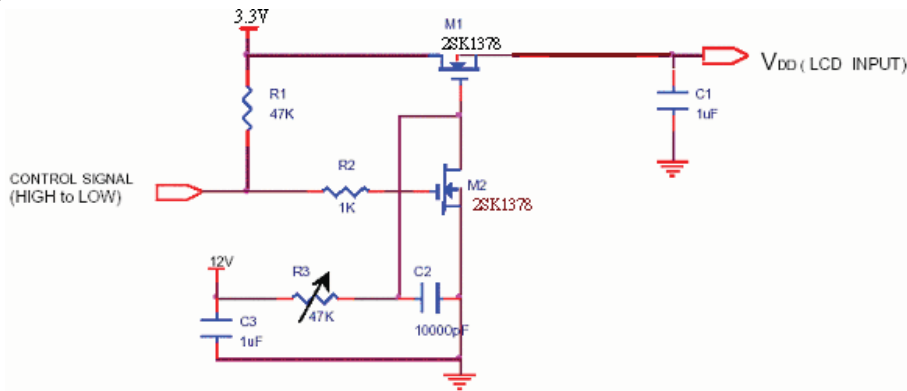 3.3V
M1
2SK1378
VDD ( LCD INPUT)
R1
47K
C1
1uF
R2
1K
CONTROL SIGNAL
(HIGH to LOW)
M2
2SK1378
12V
R3
47K
C2
10000pF
C3
1uF